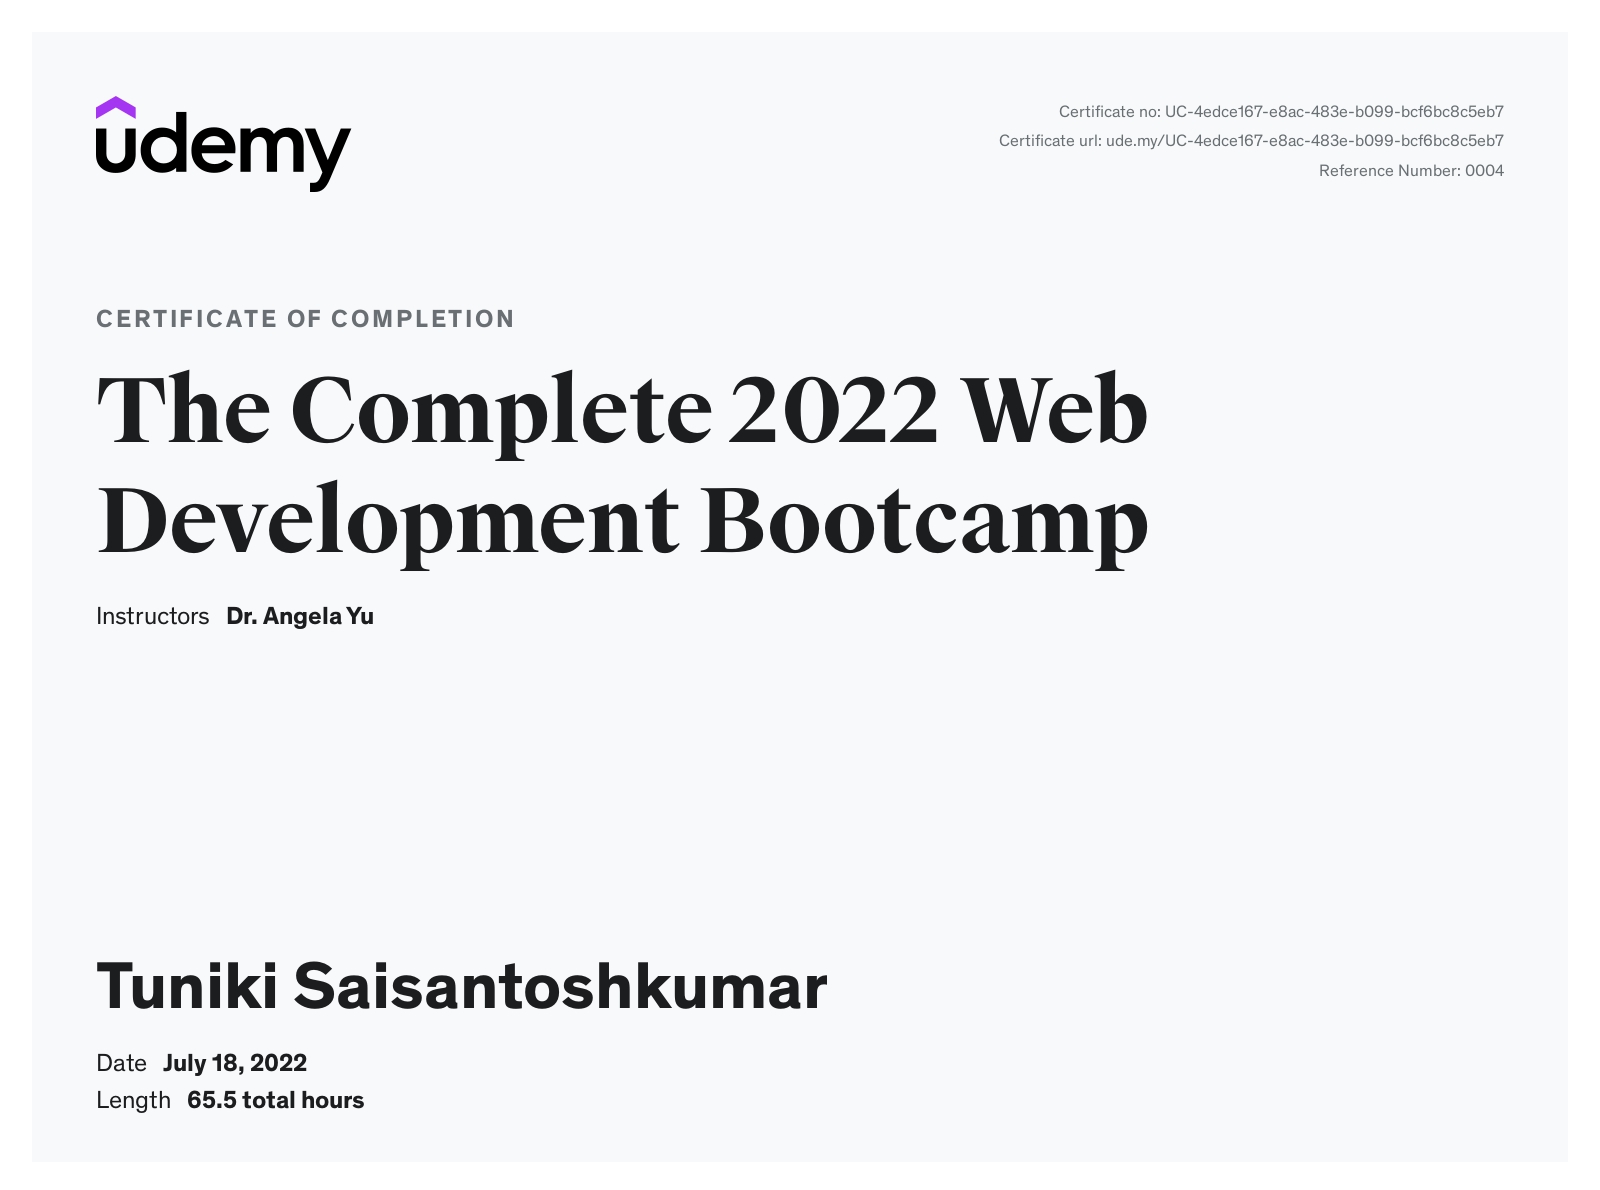 udemy
Certificate no: UC-4edce167-e8ac-483e-b099-bcf6bc8c5eb7
Certificate url: ude.my/UC-4edce167-e8ac-483e-b099-bcf6bc8c5eb7
Reference Number: 0004
CERTIFICATE OF COMPLETION
The Complete 2022 Web
Development Bootcamp
Instructors Dr. Angela Yu
Tuniki Saisantoshkumar
Date July 18, 2022
Length 65.5 total hours